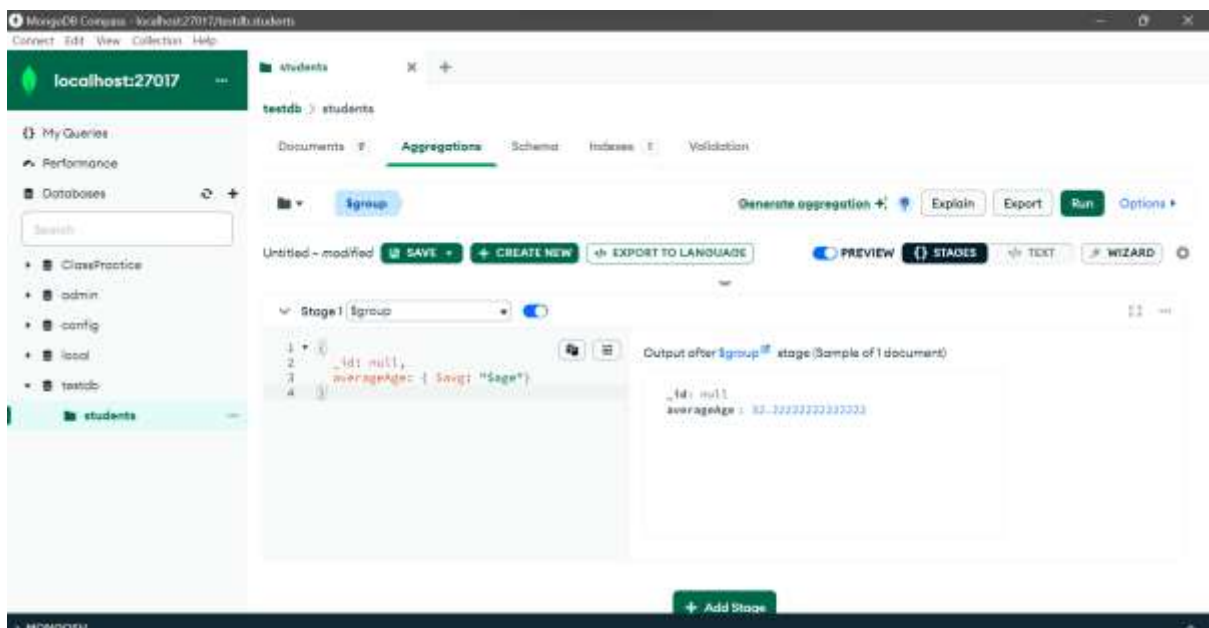 MongoDB Compass - localhost:27017/testdb.students
Connect Edit View Collection Help
localhost:27017 ...
students
testdb > students
My Queries
Performance
Databases
Search
ClassPractice
admin
config
local
testdb
students
Documents Aggregations Schema Indexes Validation
$group
Generate aggregation Explain Export Run Options
Untitled - modified SAVE CREATE NEW EXPORT TO LANGUAGE PREVIEW {} STAGES </> TEXT WIZARD
Stage 1 $group
1 {
2 _id: null,
3 averageAge: { $avg: "$age"}
4 }
Output after $group stage (Sample of 1 document)
_id: null
averageAge :
+ Add Stage
MONGOSH